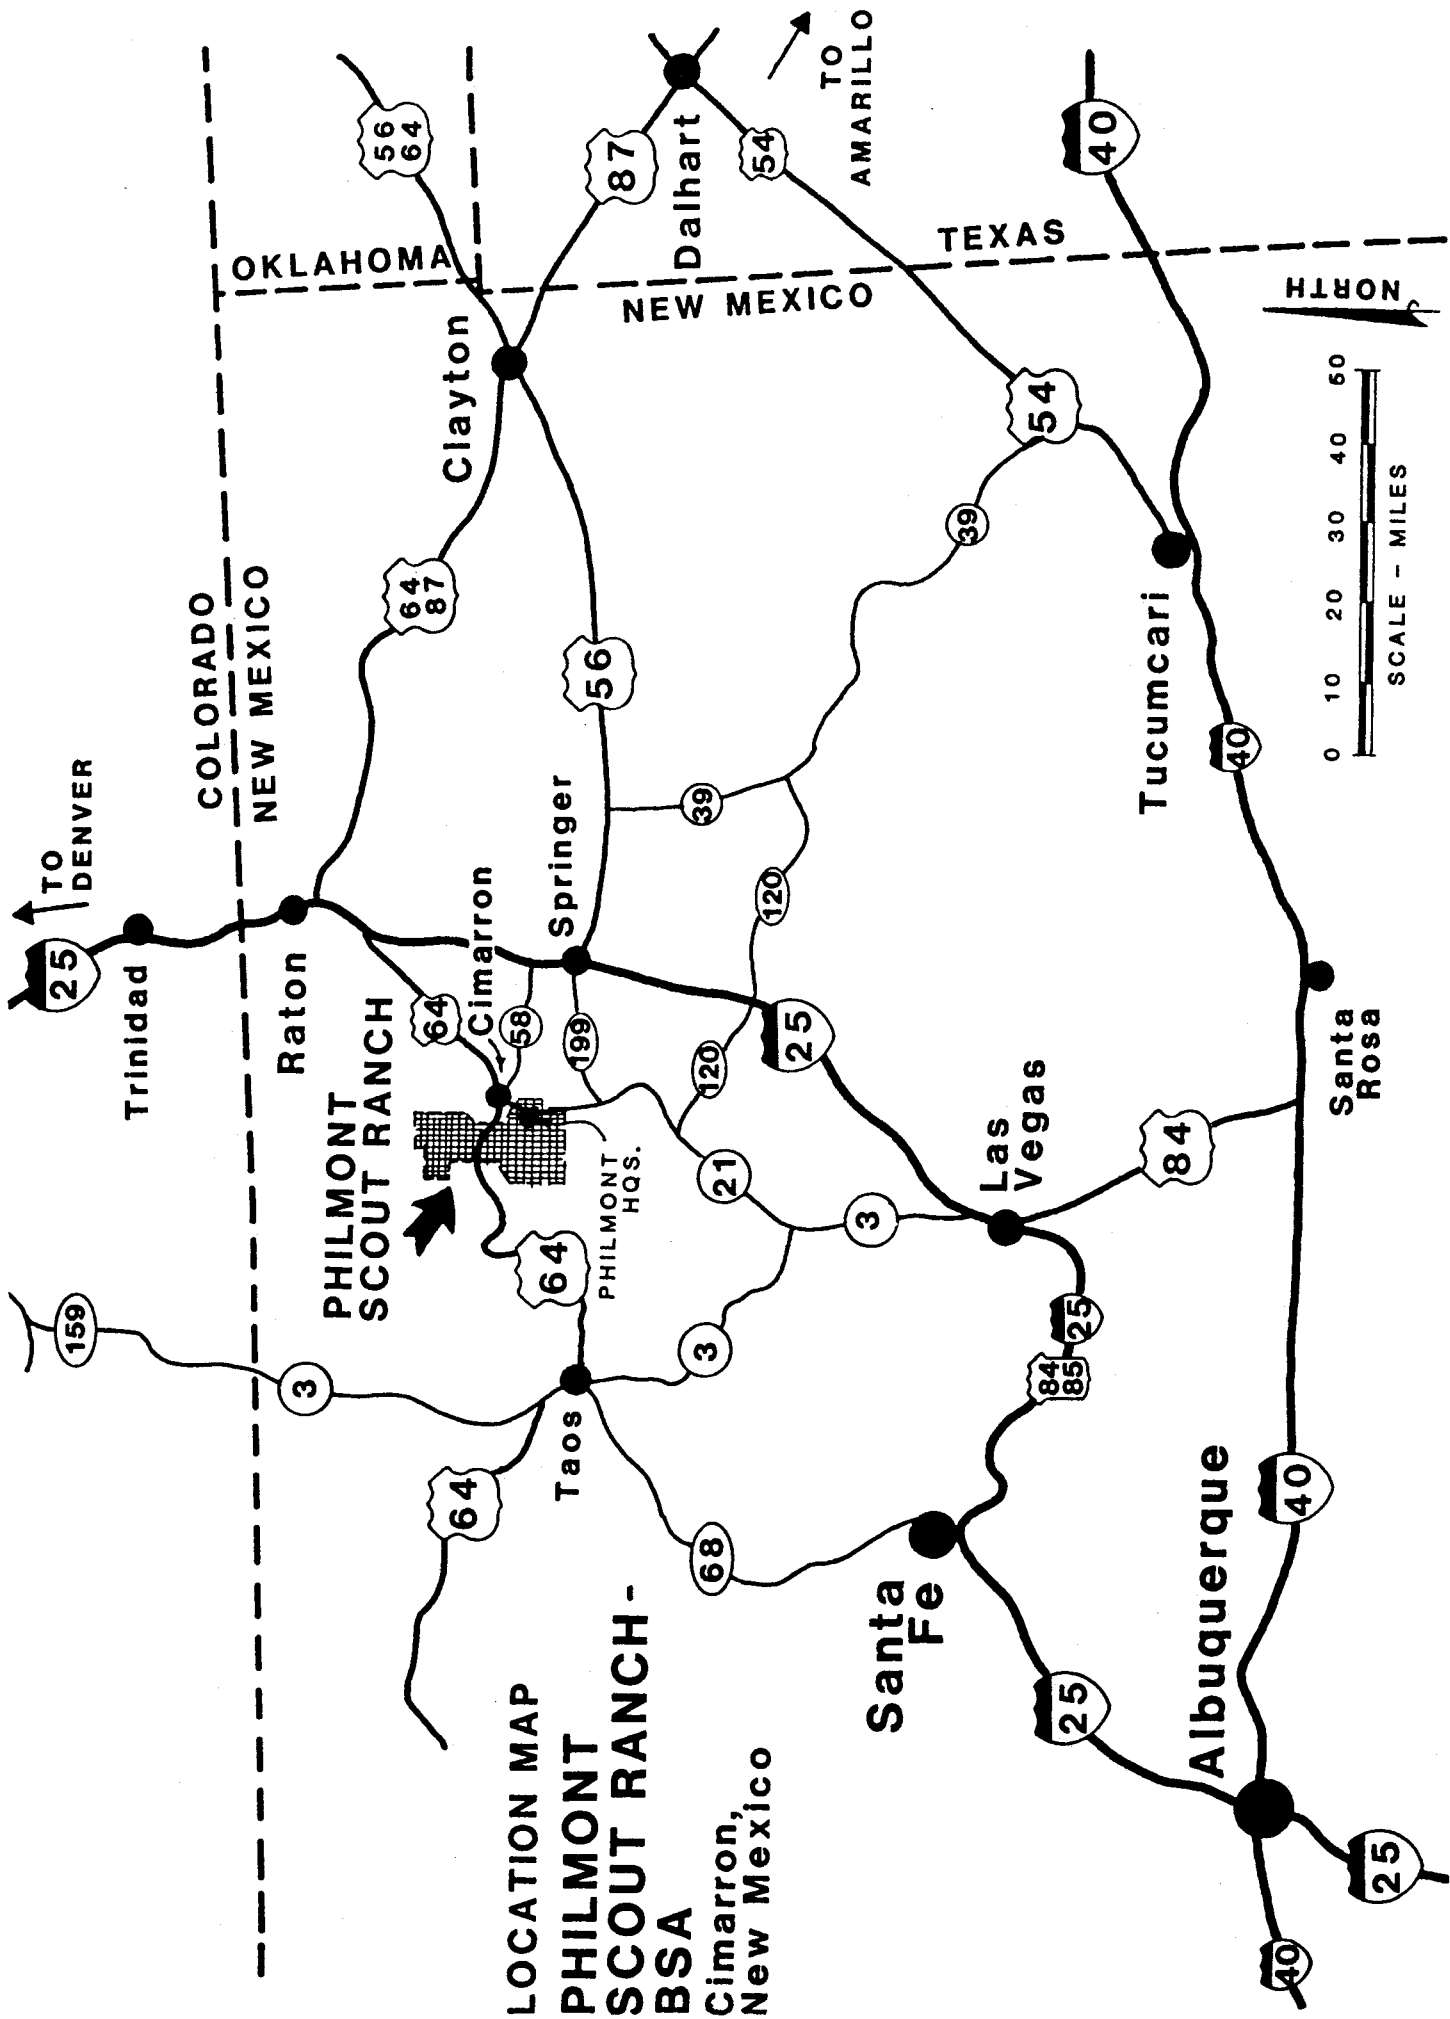 LOCATION MAP
PHILMONT
SCOUT RANCH-
BSA
Cimarron,
New Mexico
159
25
TO
DENVER
Trinidad
COLORADO
NEW MEXICO
OKLAHOMA
3
Raton
64
87
56
64
PHILMONT
SCOUT RANCH
64
Cimarron
Clayton
64
58
Springer
56
87
Dalhart
Taos
64
PHILMONT
HQS.
199
39
54
NEW MEXICO
TEXAS
TO
AMARILLO
68
3
21
120
120
25
39
3
Santa
Fe
84
85
25
Las
Vegas
54
25
84
Tucumcari
40
Albuquerque
40
Santa
Rosa
40
40
25
0 10 20 30 40 50
SCALE - MILES
NORTH